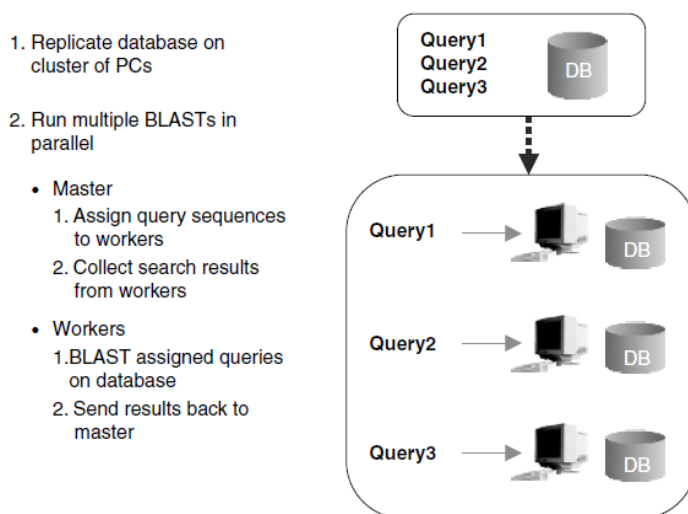 1. Replicate database on
cluster of PCs
2. Run multiple BLASTs in
parallel
• Master
1. Assign query sequences
to workers
2. Collect search results
from workers
• Workers
1.BLAST assigned queries
on database
2. Send results back to
master
Query1
Query2
Query3
DB
Query1
DB
Query2
DB
Query3
DB